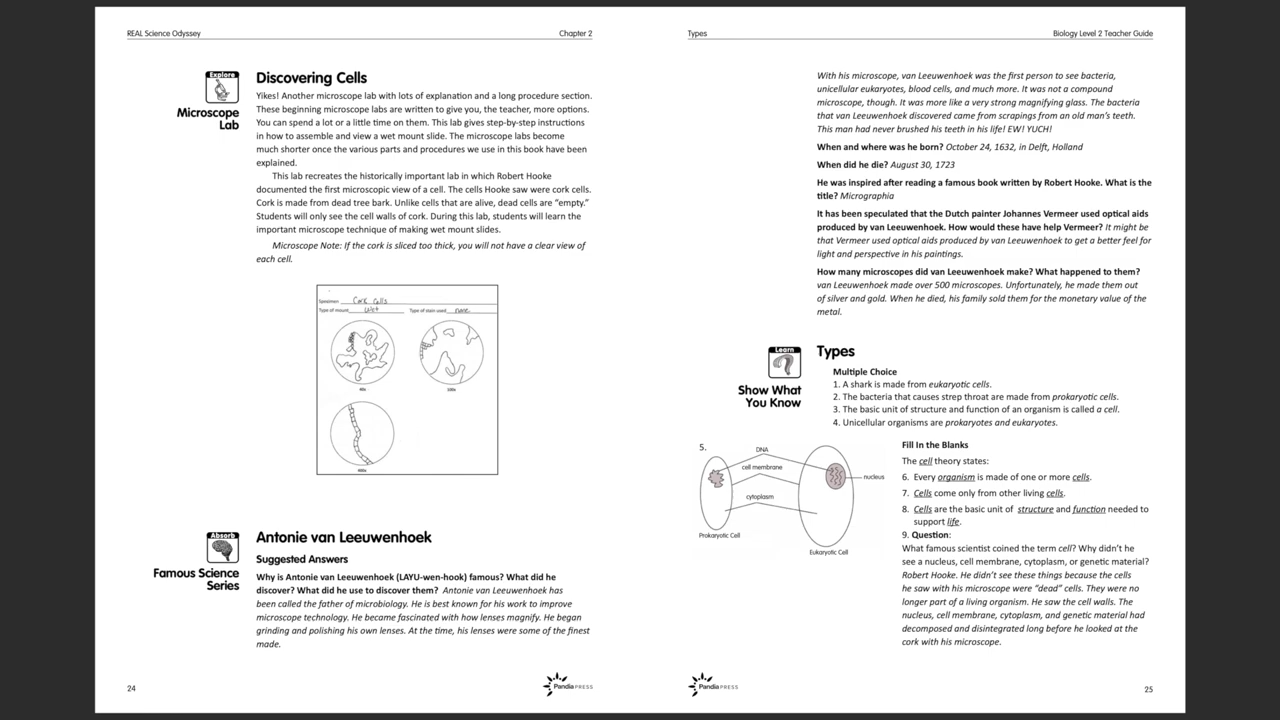 REAL Science Odyssey
Chapter 2
Explore
Microscope
Lab
Discovering Cells
Yikes! Another microscope lab with lots of explanation and a long procedure section.
These beginning microscope labs are written to give you, the teacher, more options.
You can spend a lot or a little time on them. This lab gives step-by-step instructions
in how to assemble and view a wet mount slide. The microscope labs become
much shorter once the various parts and procedures we use in this book have been
explained.
This lab recreates the historically important lab in which Robert Hooke
documented the first microscopic view of a cell. The cells Hooke saw were cork cells.
Cork is made from dead tree bark. Unlike cells that are alive, dead cells are “empty.”
Students will only see the cell walls of cork. During this lab, students will learn the
important microscope technique of making wet mount slides.
Microscope Note: If the cork is sliced too thick, you will not have a clear view of
each cell.
Specimen: Cork Cells
Type of mount Wet Type of stain used none
40x
100x
400x
Absorb
Famous Science
Series
Antonie van Leeuwenhoek
Suggested Answers
Why is Antonie van Leeuwenhoek (LAYU-wen-hook) famous? What did he
discover? What did he use to discover them? Antonie van Leeuwenhoek has
been called the father of microbiology. He is best known for his work to improve
microscope technology. He became fascinated with how lenses magnify. He began
grinding and polishing his own lenses. At the time, his lenses were some of the finest
made.
24
Pandia PRESS
Types
Biology Level 2 Teacher Guide
With his microscope, van Leeuwenhoek was the first person to see bacteria,
unicellular eukaryotes, blood cells, and much more. It was not a compound
microscope, though. It was more like a very strong magnifying glass. The bacteria
that van Leeuwenhoek discovered came from scrapings from an old man’s teeth.
This man had never brushed his teeth in his life! EW! YUCH!
When and where was he born? October 24, 1632, in Delft, Holland
When did he die? August 30, 1723
He was inspired after reading a famous book written by Robert Hooke. What is the
title? Micrographia
It has been speculated that the Dutch painter Johannes Vermeer used optical aids
produced by van Leeuwenhoek. How would these have help Vermeer? It might be
that Vermeer used optical aids produced by van Leeuwenhoek to get a better feel for
light and perspective in his paintings.
How many microscopes did van Leeuwenhoek make? What happened to them?
van Leeuwenhoek made over 500 microscopes. Unfortunately, he made them out
of silver and gold. When he died, his family sold them for the monetary value of the
metal.
Learn
Show What
You Know
Types
Multiple Choice
1. A shark is made from eukaryotic cells.
2. The bacteria that causes strep throat are made from prokaryotic cells.
3. The basic unit of structure and function of an organism is called a cell.
4. Unicellular organisms are prokaryotes and eukaryotes.
5.
DNA
cell membrane
nucleus
cytoplasm
Prokaryotic Cell
Eukaryotic Cell
Fill In the Blanks
The cell theory states:
6. Every organism is made of one or more cells.
7. Cells come only from other living cells.
8. Cells are the basic unit of structure and function needed to
support life.
9. Question:
What famous scientist coined the term cell? Why didn’t he
see a nucleus, cell membrane, cytoplasm, or genetic material?
Robert Hooke. He didn’t see these things because the cells
he saw with his microscope were “dead” cells. They were no
longer part of a living organism. He saw the cell walls. The
nucleus, cell membrane, cytoplasm, and genetic material had
decomposed and disintegrated long before he looked at the
cork with his microscope.
Pandia PRESS
25